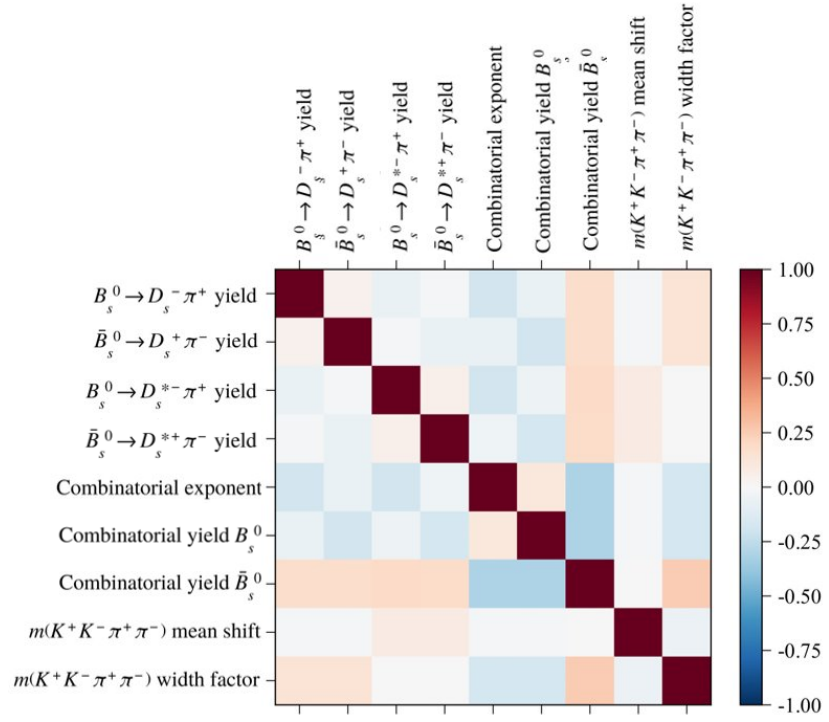 B_s^0 → D_s^- π^+ yield
B̄_s^0 → D_s^+ π^- yield
B_s^0 → D_s^{*-} π^+ yield
B̄_s^0 → D_s^{*+} π^- yield
Combinatorial exponent
Combinatorial yield B_s^0
Combinatorial yield B̄_s^0
m(K^+ K^- π^+ π^-) mean shift
m(K^+ K^- π^+ π^-) width factor
B_s^0 → D_s^- π^+ yield
B̄_s^0 → D_s^+ π^- yield
B_s^0 → D_s^{*-} π^+ yield
B̄_s^0 → D_s^{*+} π^- yield
Combinatorial exponent
Combinatorial yield B_s^0
Combinatorial yield B̄_s^0
m(K^+ K^- π^+ π^-) mean shift
m(K^+ K^- π^+ π^-) width factor
1.00
0.75
0.50
0.25
0.00
-0.25
-0.50
-0.75
-1.00